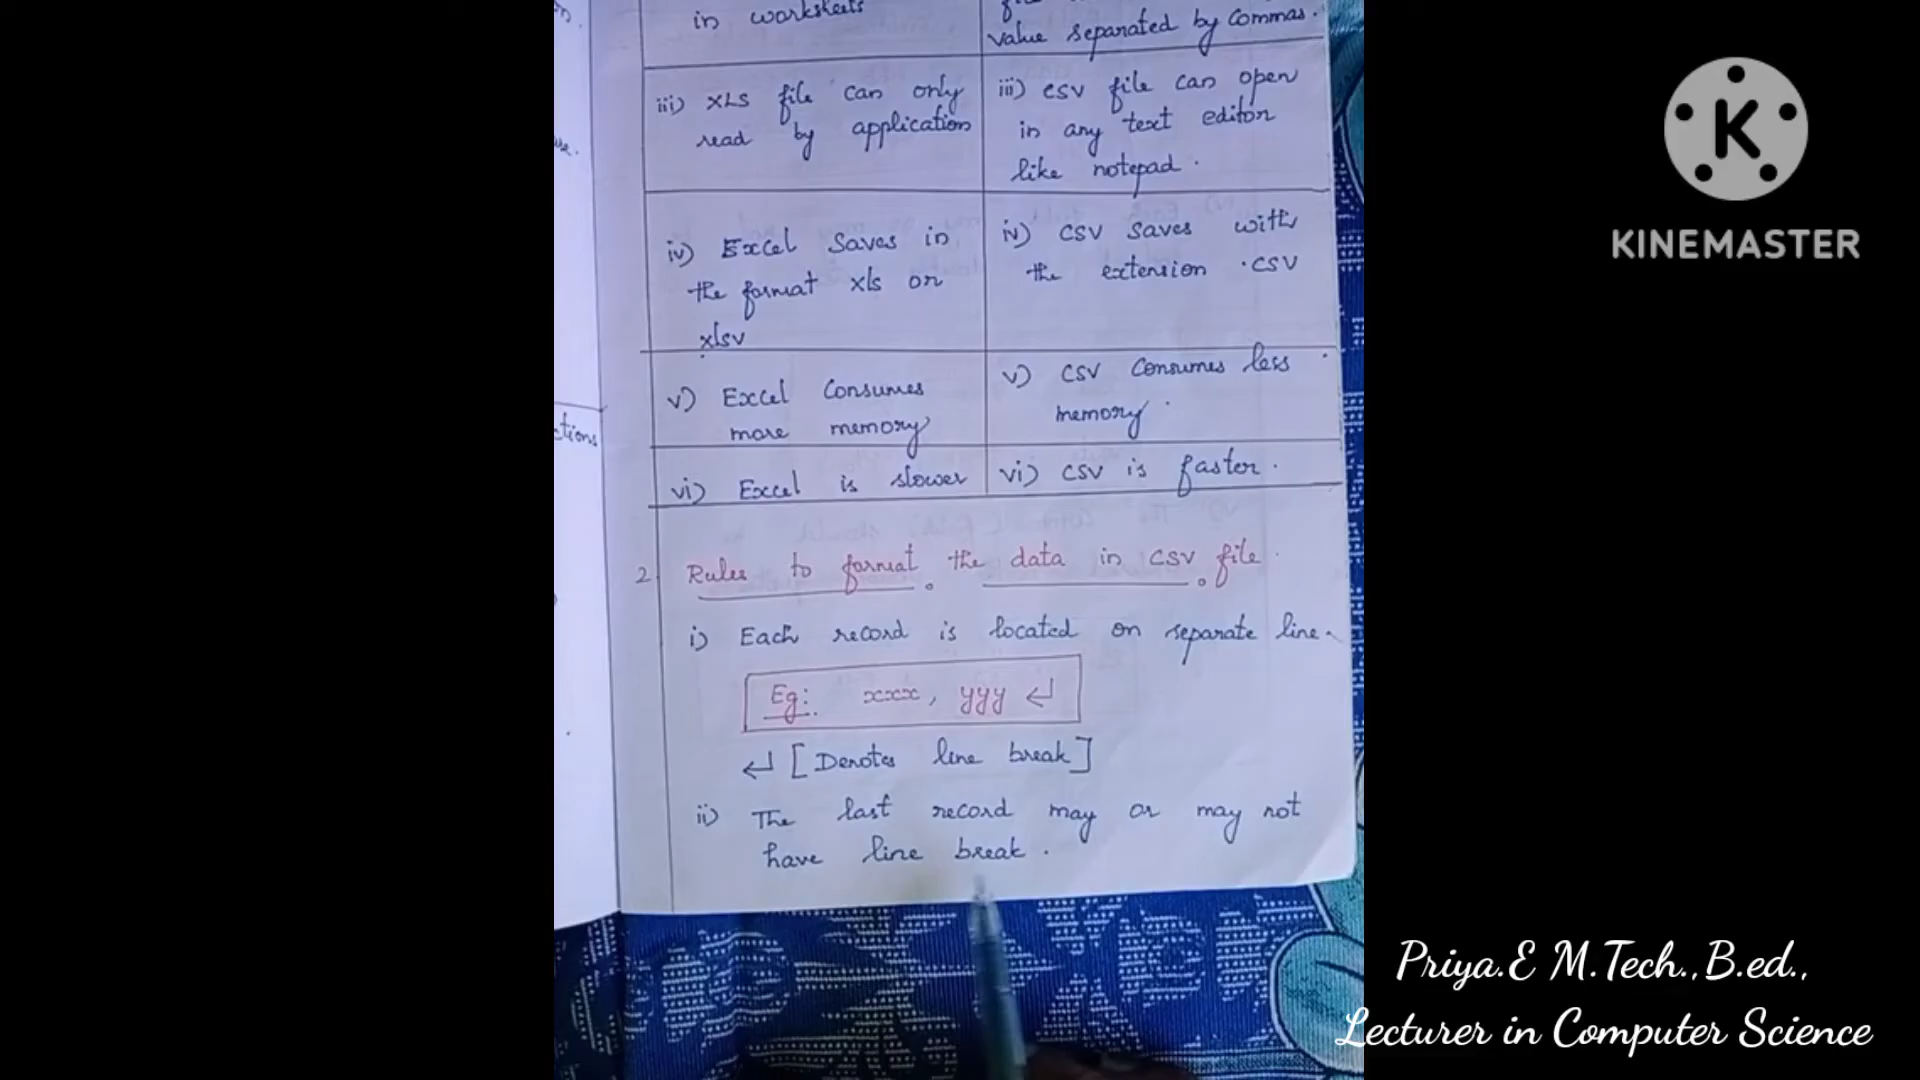 in worksheets
value separated by commas.
iii) XLS file can only
read by application
iii) CSV file can open
in any text editor
like notepad.
iv) Excel saves in
the format xls or
xlsv
iv) CSV saves with
the extension .CSV
v) Excel consumes
more memory
v) CSV consumes less
memory.
vi) Excel is slower
vi) CSV is faster.
2 Rules to format the data in CSV file.
i) Each record is located on separate line.
Eg: xxx, yyy ↵
↵ [Denotes line break]
ii) The last record may or may not
have line break.
ctions
KINEMASTER
Priya.E M.Tech.,B.ed.,
Lecturer in Computer Science